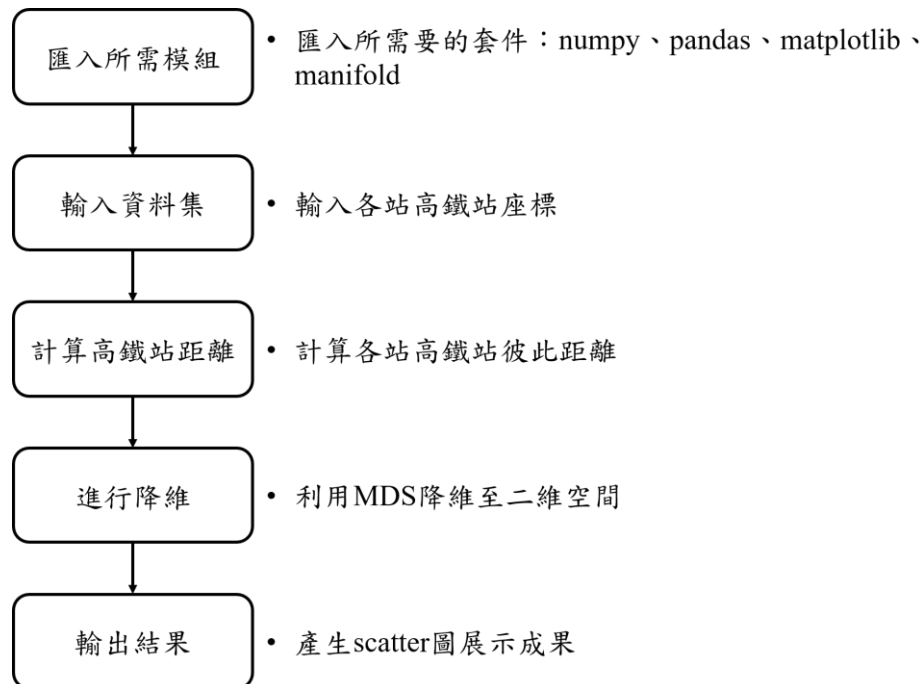 匯入所需模組
• 匯入所需要的套件：numpy、pandas、matplotlib、
manifold
輸入資料集
• 輸入各站高鐵站座標
計算高鐵站距離
• 計算各站高鐵站彼此距離
進行降維
• 利用MDS降維至二維空間
輸出結果
• 產生scatter圖展示成果